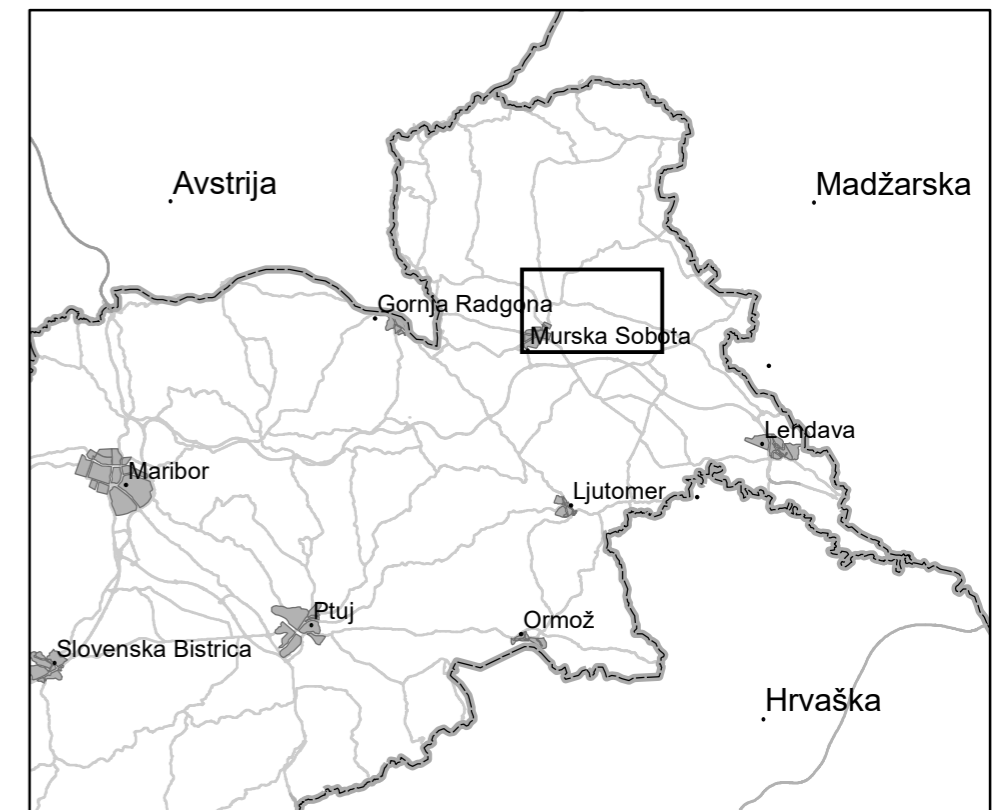 Avstrija
Madžarska
Gornja Radgona
Murska Sobota
Lendava
Maribor
Ljutomer
Ptuj
Ormož
Slovenska Bistrica
Hrvaška